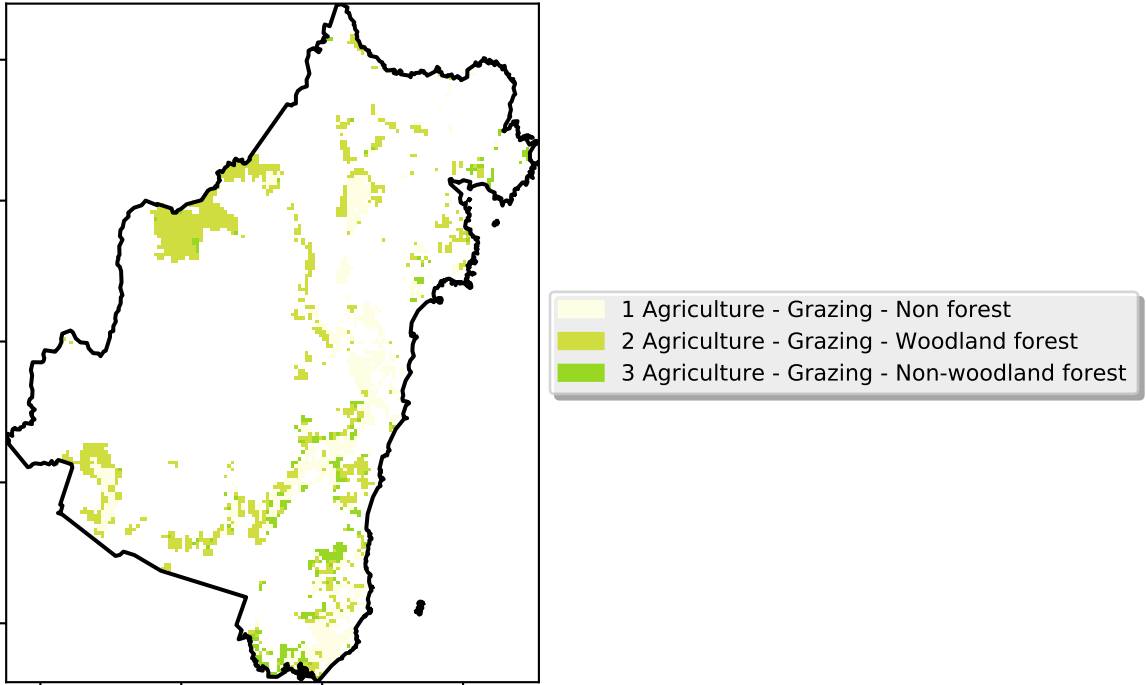 1 Agriculture - Grazing - Non forest
2 Agriculture - Grazing - Woodland forest
3 Agriculture - Grazing - Non-woodland forest